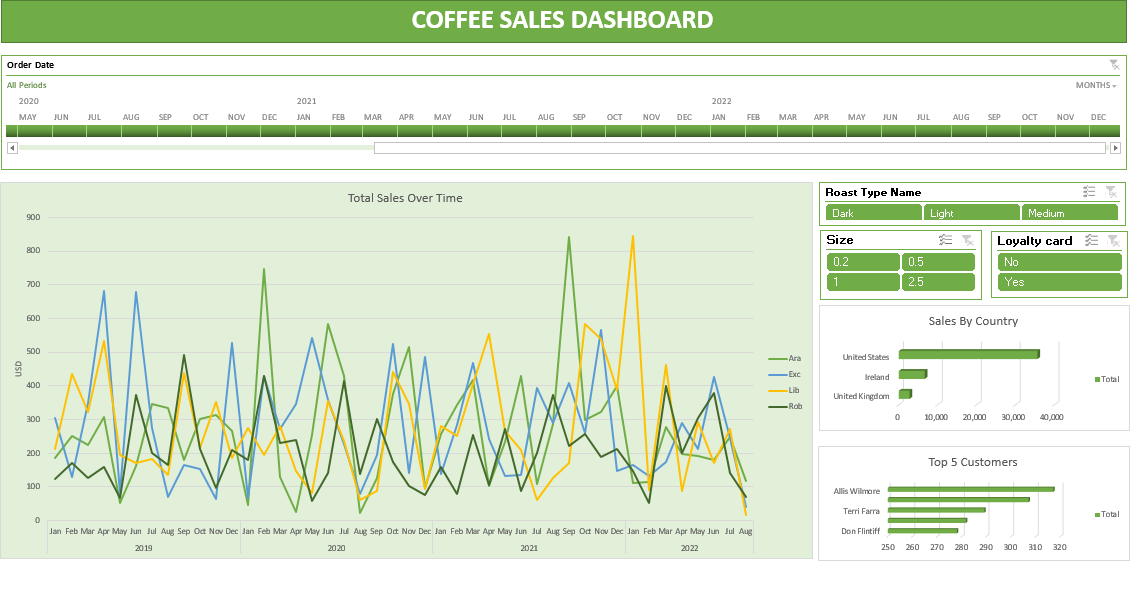 COFFEE SALES DASHBOARD
Order Date
All Periods
MONTHS
2020 2021 2022
MAY JUN JUL AUG SEP OCT NOV DEC JAN FEB MAR APR MAY JUN JUL AUG SEP OCT NOV DEC JAN FEB MAR APR MAY JUN JUL AUG SEP OCT NOV DEC
Total Sales Over Time
900
800
700
600
500
400
300
200
100
0
USD
Jan Feb Mar Apr May Jun Jul Aug Sep Oct Nov Dec Jan Feb Mar Apr May Jun Jul Aug Sep Oct Nov Dec Jan Feb Mar Apr May Jun Jul Aug Sep Oct Nov Dec Jan Feb Mar Apr May Jun Jul Aug
2019 2020 2021 2022
Ara
Exc
Lib
Rob
Roast Type Name
Dark Light Medium
Size
0.2 0.5
1 2.5
Loyalty card
No
Yes
Sales By Country
United States
Ireland
United Kingdom
0 10,000 20,000 30,000 40,000
Total
Top 5 Customers
Allis Wilmore
Terri Farra
Don Flintiff
250 260 270 280 290 300 310 320
Total